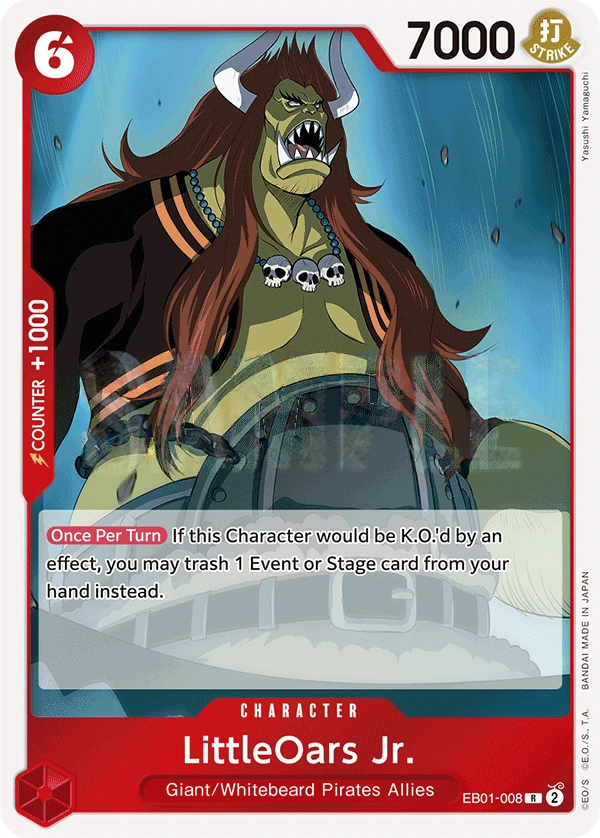 6
7000
打
STRIKE
Yasushi Yamaguchi
COUNTER +1000
SAMPLE
Once Per Turn If this Character would be K.O.'d by an
effect, you may trash 1 Event or Stage card from your
hand instead.
BANDAI MADE IN JAPAN
©E.O./S., T.A.
©EO/S
CHARACTER
LittleOars Jr.
Giant/Whitebeard Pirates Allies
EB01-008 R 2